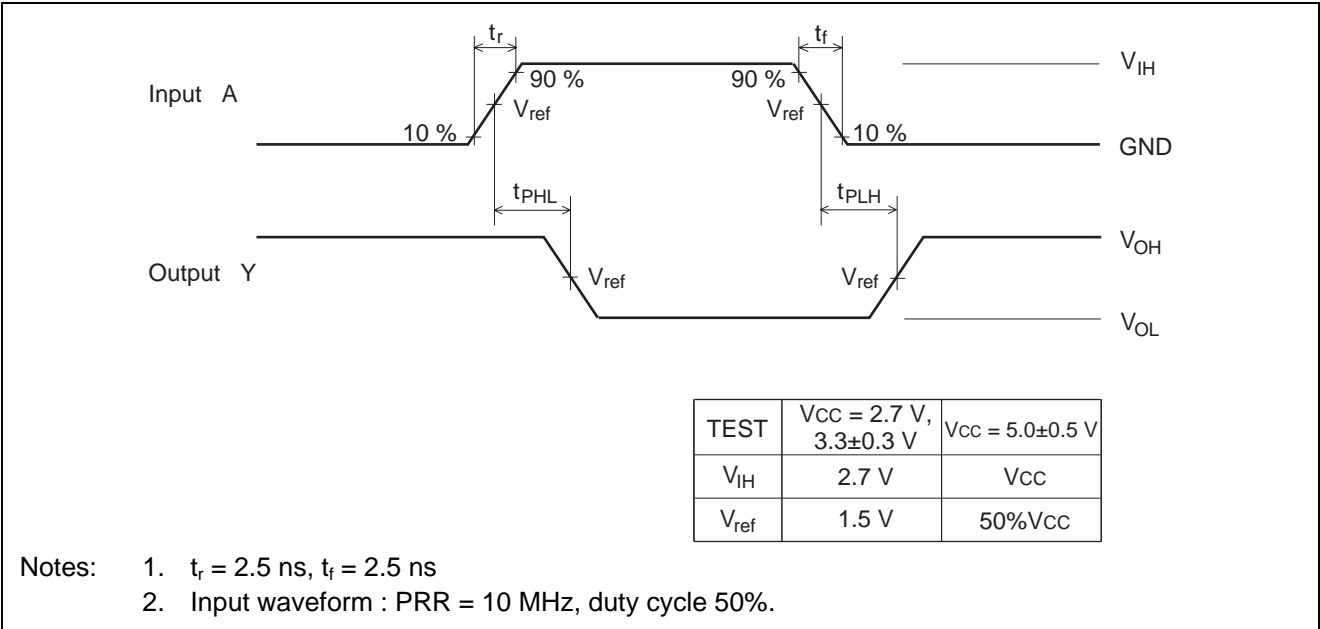 tr tf
VIH
90 % 90 %
Input A
Vref Vref
10 % 10 %
GND
tPHL tPLH
VOH
Output Y
Vref Vref
VOL
TEST VCC = 2.7 V, 3.3±0.3 V VCC = 5.0±0.5 V
VIH 2.7 V VCC
Vref 1.5 V 50%VCC
Notes: 1. tr = 2.5 ns, tf = 2.5 ns
2. Input waveform : PRR = 10 MHz, duty cycle 50%.